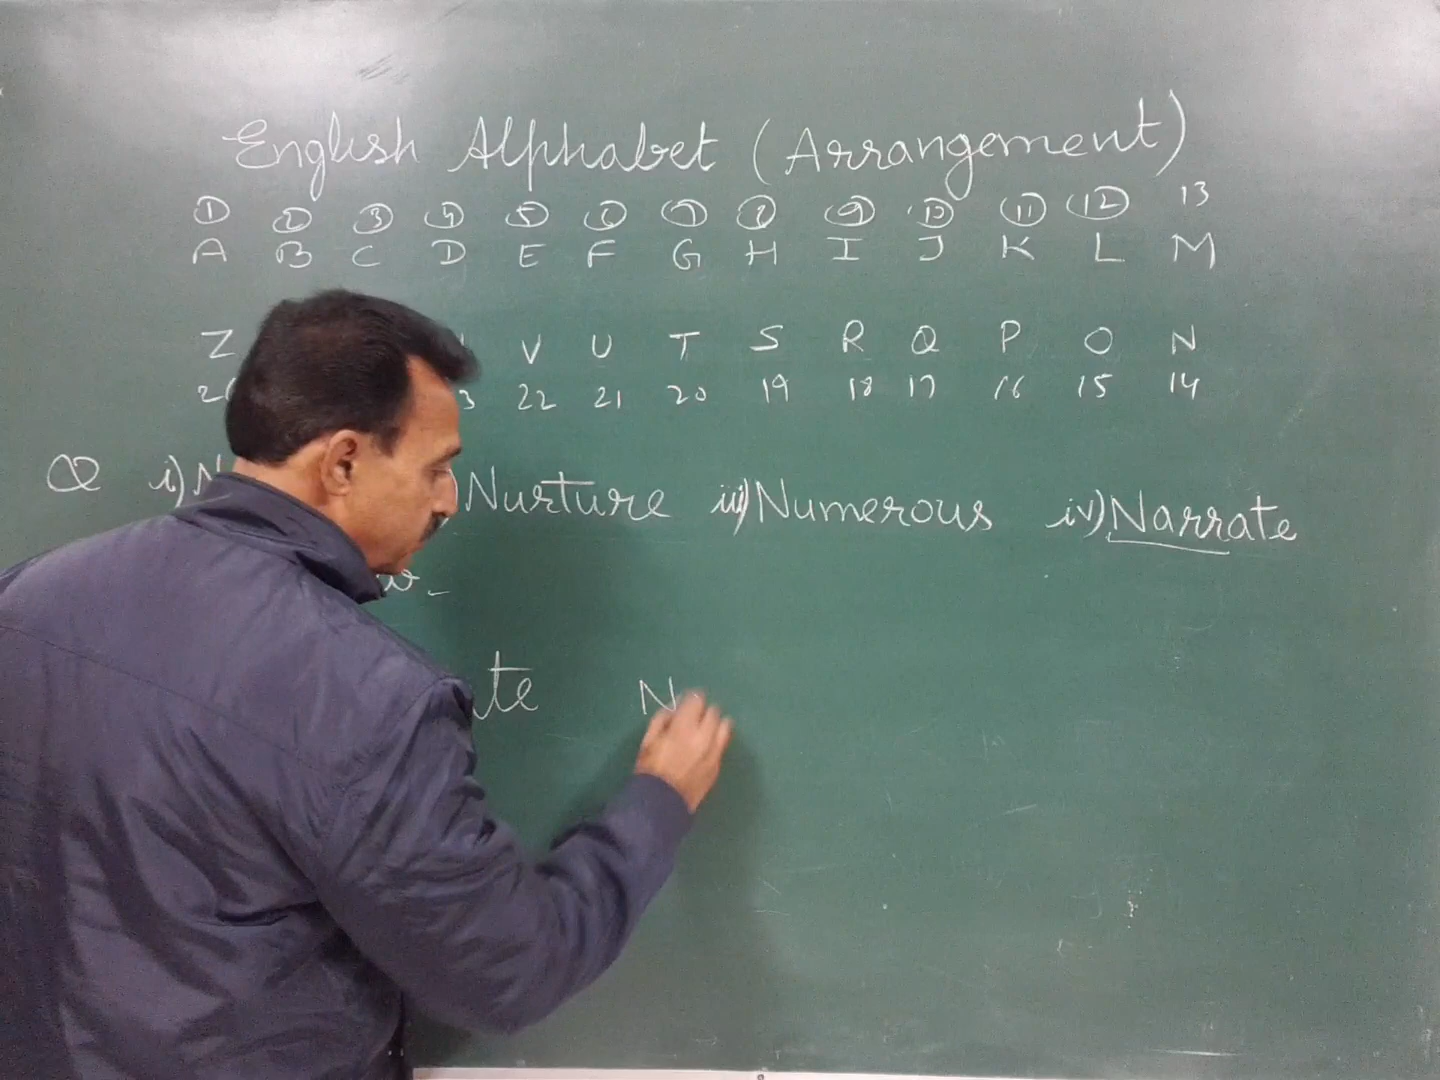 English Alphabet (Arrangement)
1 2 3 4 5 6 7 8 9 10 11 12 13
A B C D E F G H I J K L M
Z V U T S R Q P O N
22 21 20 19 18 17 16 15 14
Q i) Nurture iii) Numerous iv) Narrate
te N